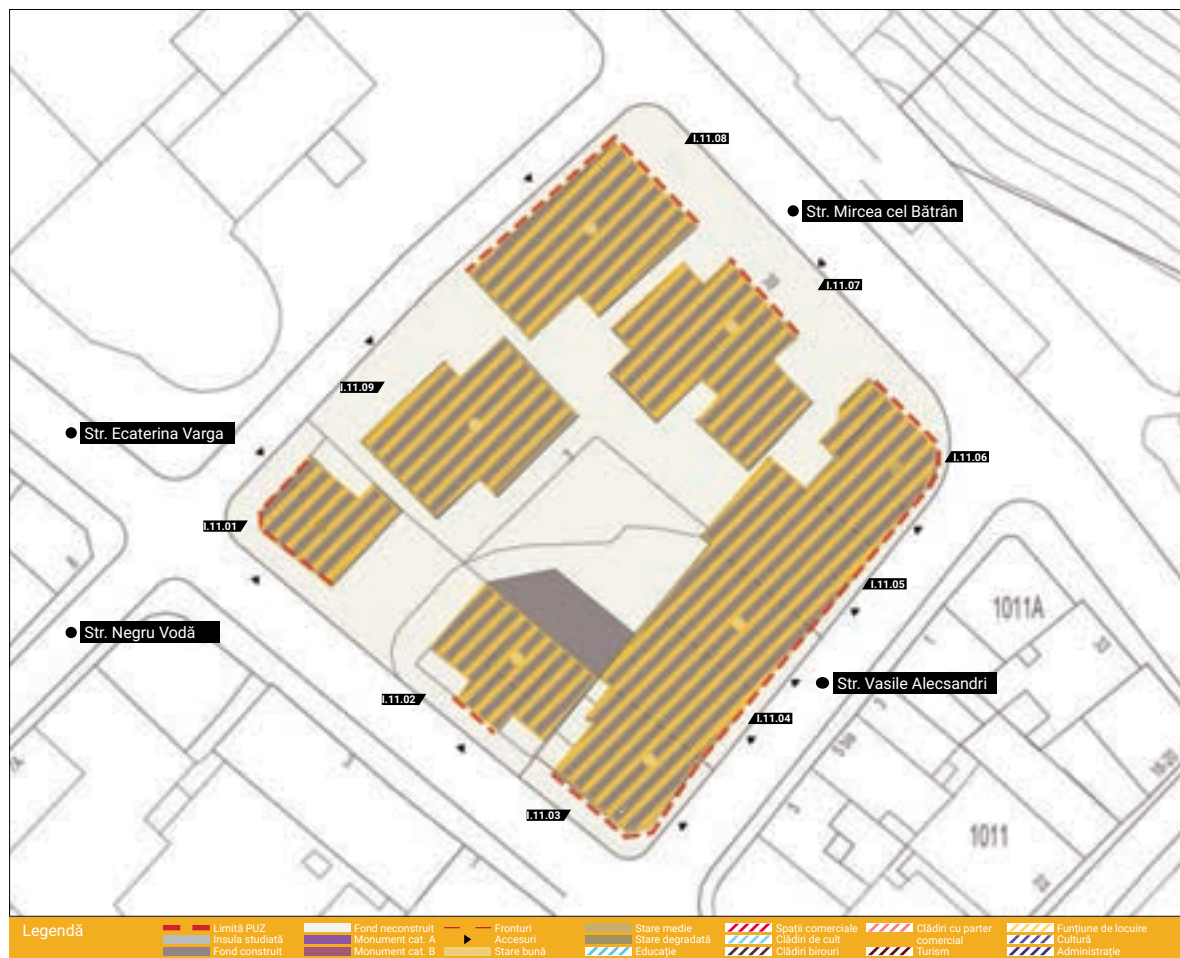 I.11.08
Str. Mircea cel Bătrân
I.11.07
I.11.09
Str. Ecaterina Varga
I.11.06
I.11.01
I.11.05
1011A
Str. Negru Vodă
Str. Vasile Alecsandri
I.11.02
I.11.04
I.11.03
1011
Legendă
Limită PUZ
Insula studiată
Fond construit
Fond neconstruit
Monument cat. A
Monument cat. B
Fronturi
Accesuri
Stare bună
Stare medie
Stare degradată
Educație
Spații comerciale
Clădiri de cult
Clădiri birouri
Clădiri cu parter
comercial
Turism
Funcțiune de locuire
Cultură
Administrație